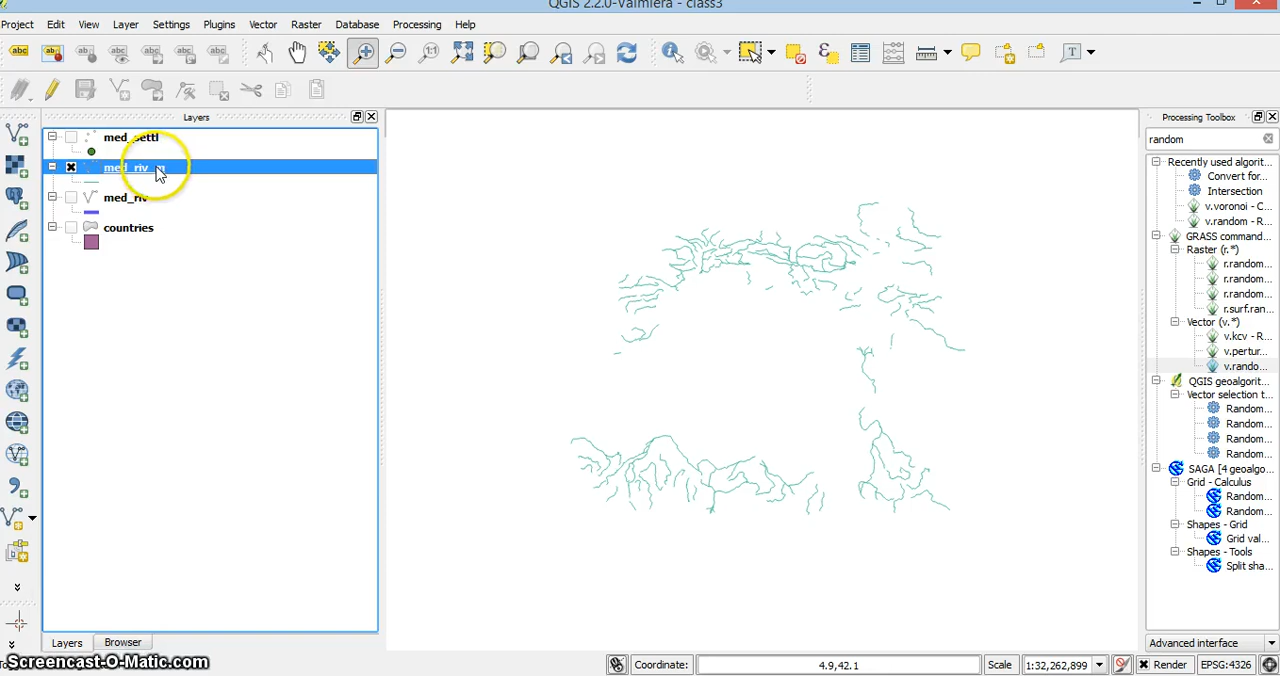 QGIS 2.2.0-Valmiera - class3
Project Edit View Layer Settings Plugins Vector Raster Database Processing Help
abc
Layers
med_settl
med_riv_m
med_riv
countries
Processing Toolbox
random
Recently used algorit...
Convert for...
Intersection
v.voronoi - C...
v.random - R...
GRASS comman...
Raster (r.*)
r.random...
r.random...
r.random...
r.surf.ran...
Vector (v.*)
v.kcv - R...
v.pertur...
v.rando...
QGIS geoalgorit...
Vector selection t...
Random...
Random...
Random...
Random...
SAGA [4 geoalgo...
Grid - Calculus
Random...
Random...
Shapes - Grid
Grid val...
Shapes - Tools
Split sha...
Advanced interface
Layers Browser
Screencast-O-Matic.com
Coordinate: 4.9,42.1 Scale 1:32,262,899 Render EPSG:4326